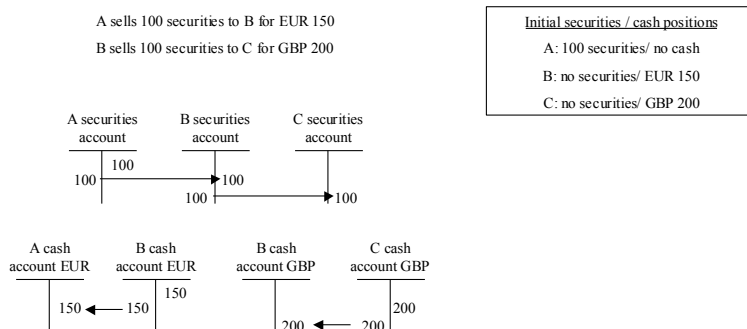 A sells 100 securities to B for EUR 150
B sells 100 securities to C for GBP 200
Initial securities / cash positions
A: 100 securities/ no cash
B: no securities/ EUR 150
C: no securities/ GBP 200
A securities
account
B securities
account
C securities
account
100
100
100
100
100
A cash
account EUR
B cash
account EUR
B cash
account GBP
C cash
account GBP
150
200
150
150
200
200